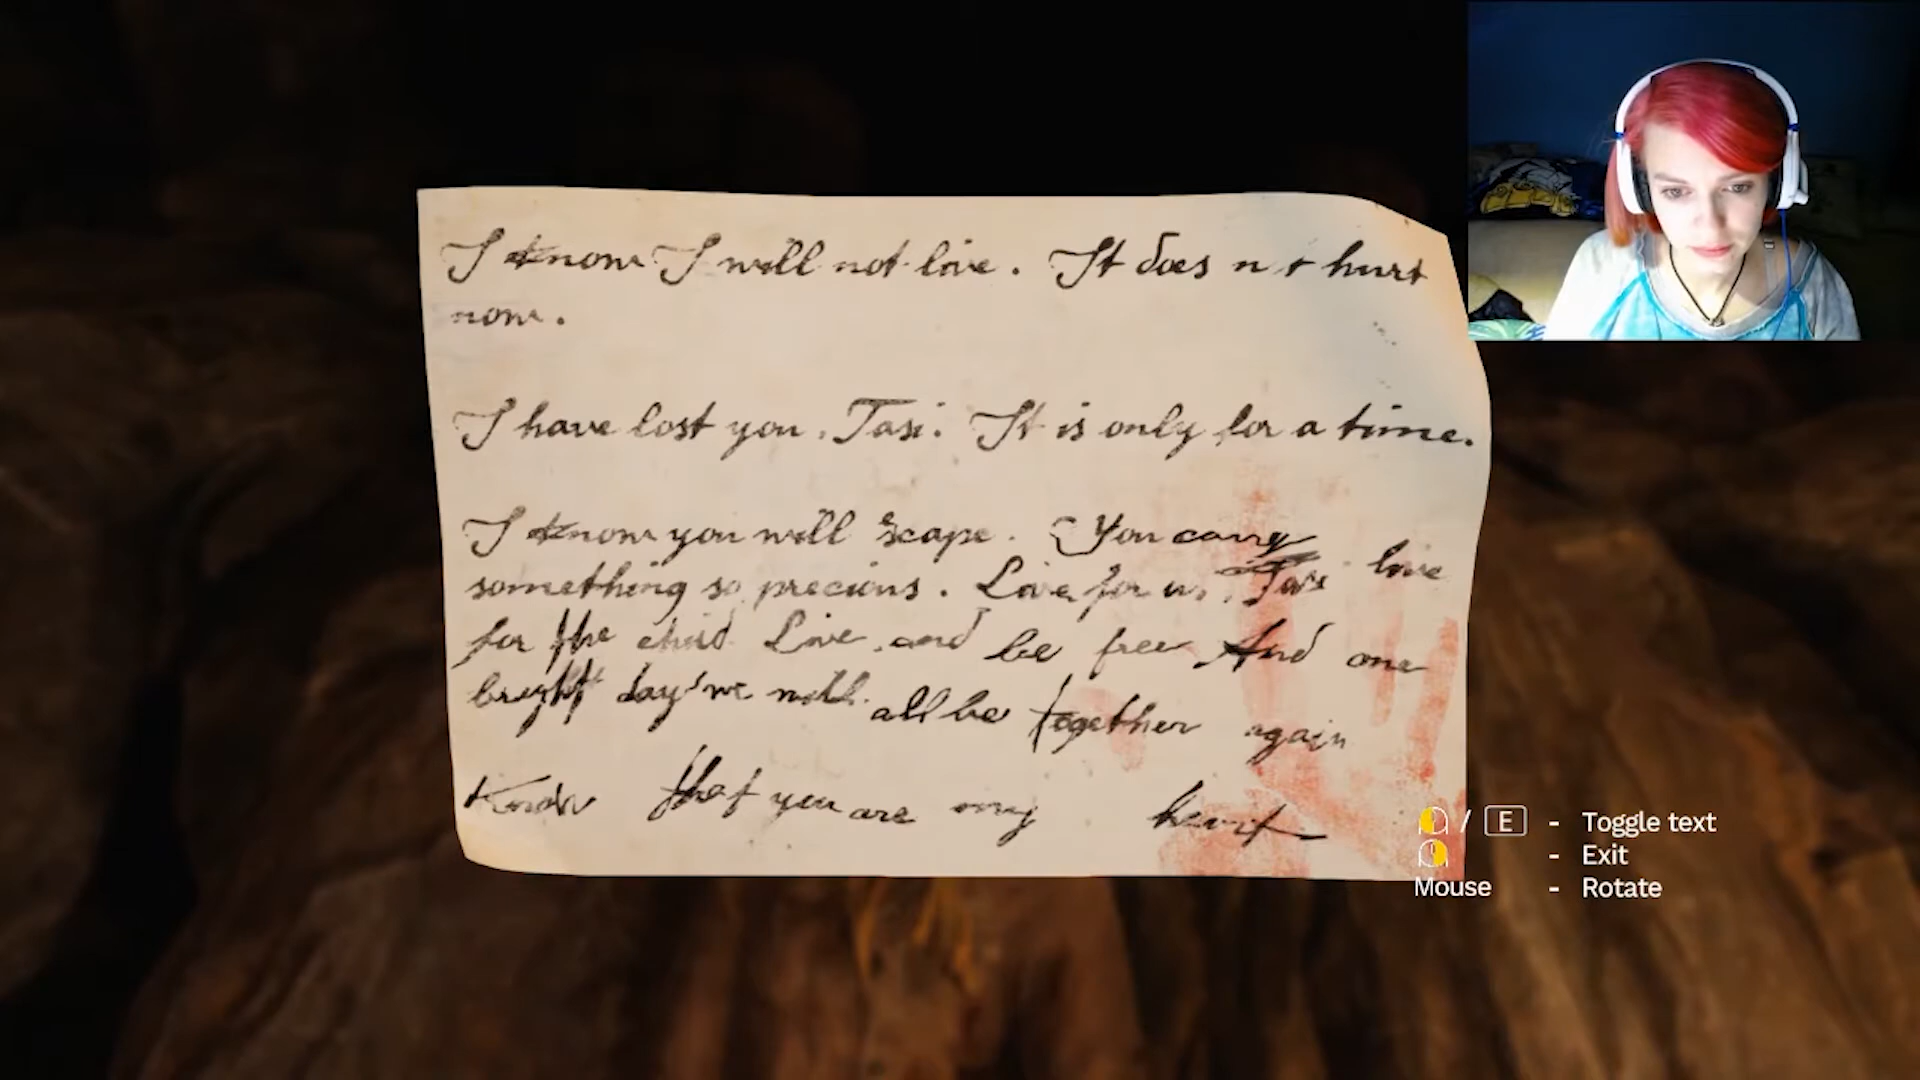 I know I will not live. It does n t hurt
now.
I have lost you, Tasi. It is only for a time.
I know you will scape. You carry
something so precious. Live for u, Tasi live
for the child Live and be free And one
bright day we will all be together again
Know that you are my heart
E - Toggle text
- Exit
Mouse - Rotate